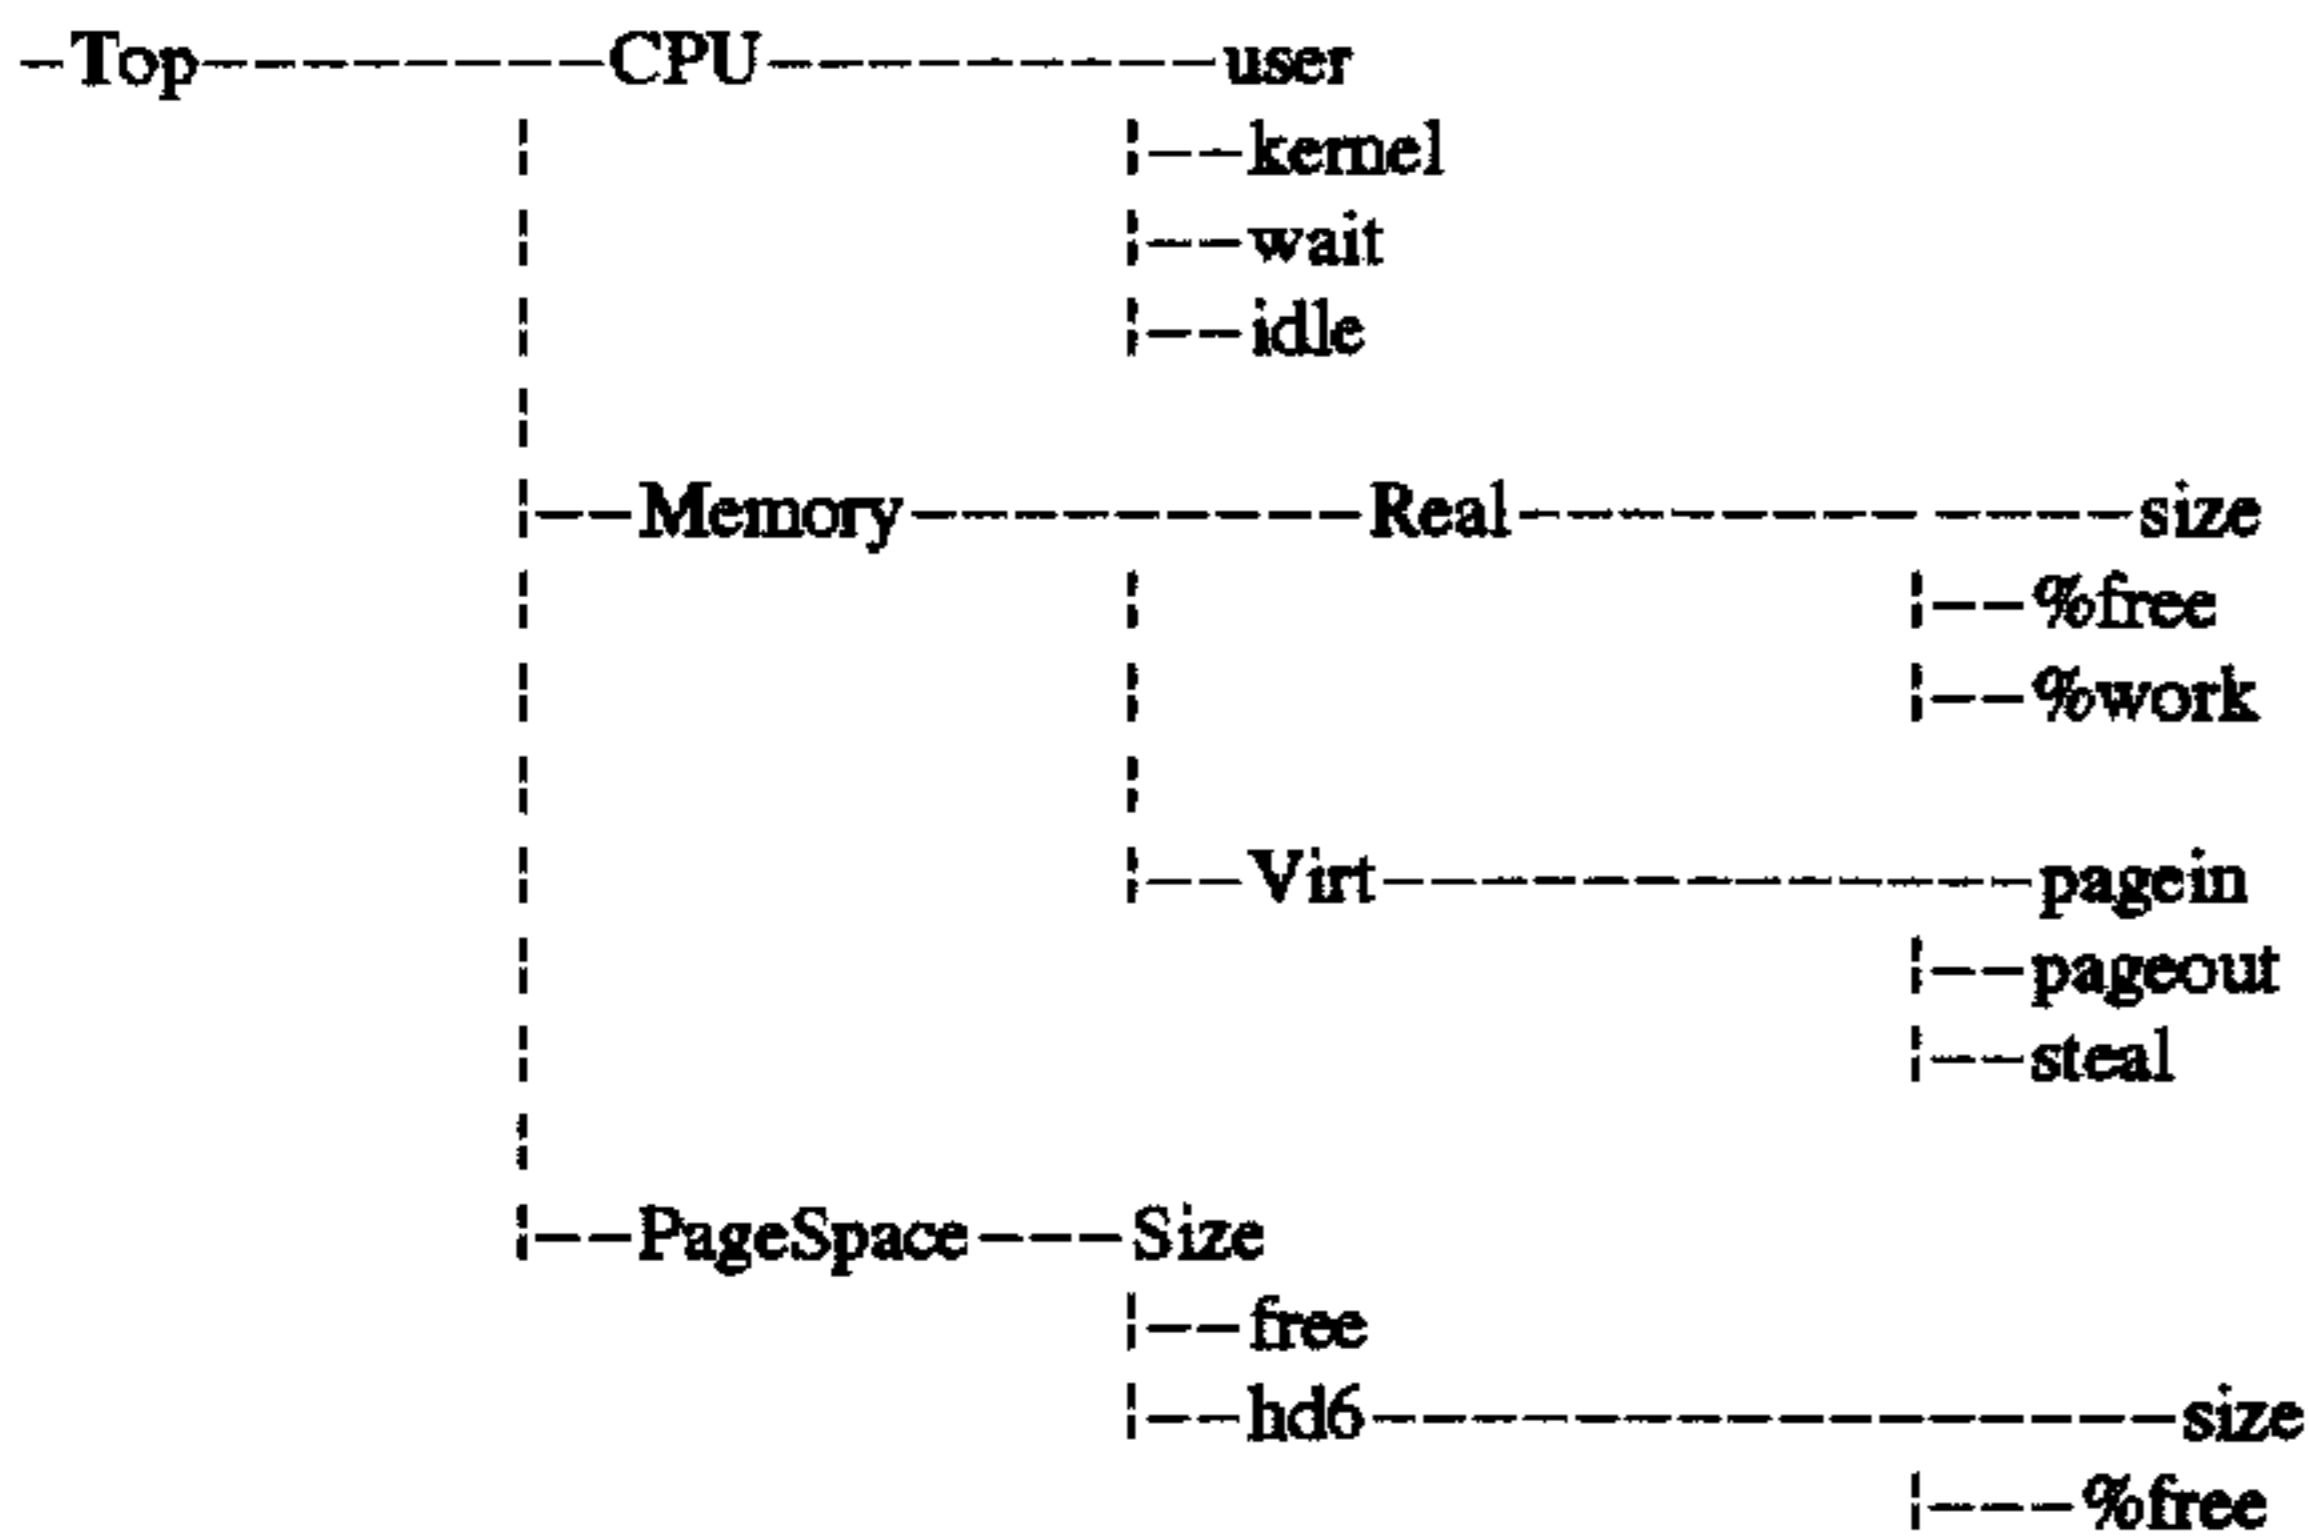 Top CPU user
kernel
wait
idle
Memory Real size
%free
%work
Virt pagein
pageout
steal
PageSpace Size
free
hd6 size
%free